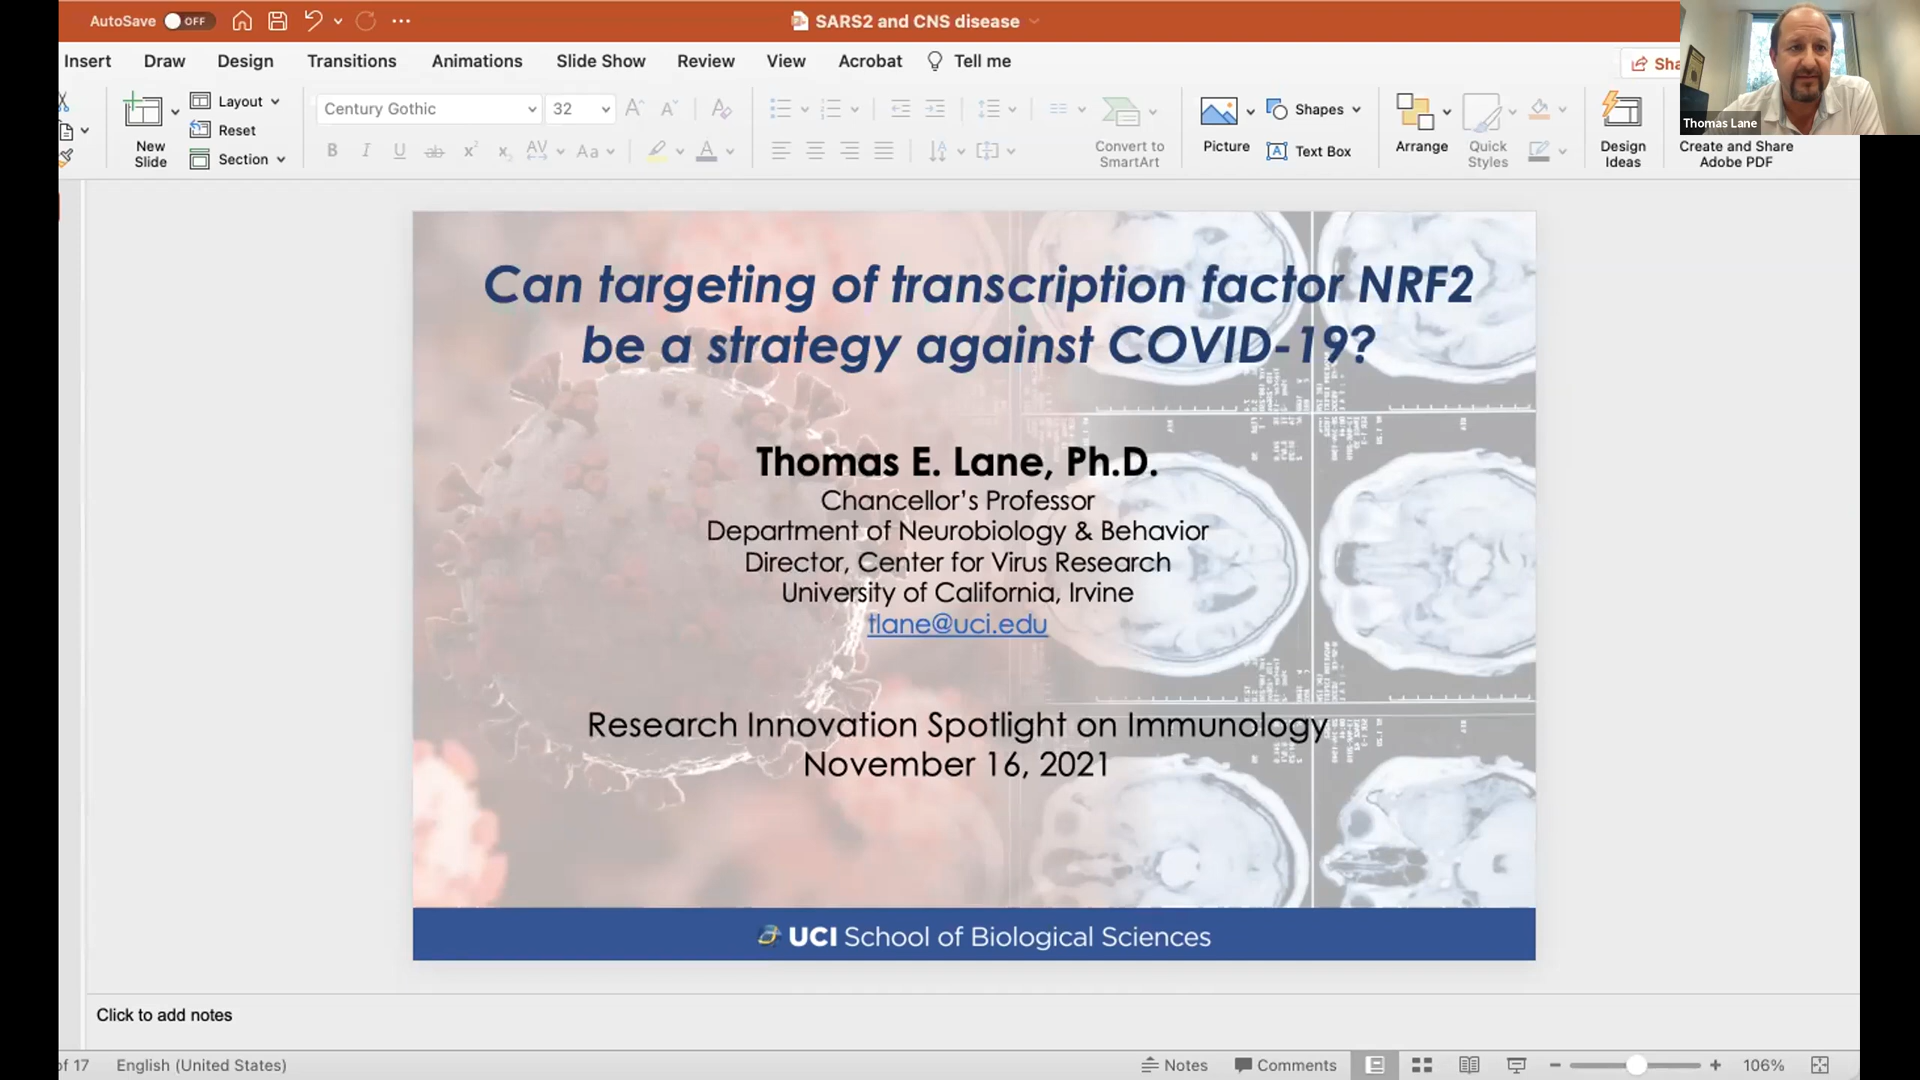 AutoSave OFF
SARS2 and CNS disease
Insert Draw Design Transitions Animations Slide Show Review View Acrobat Tell me
Thomas Lane
New Slide
Layout
Reset
Section
Century Gothic 32
Convert to SmartArt
Picture
Shapes
Text Box
Arrange
Quick Styles
Design Ideas
Create and Share Adobe PDF
Can targeting of transcription factor NRF2
be a strategy against COVID-19?
Thomas E. Lane, Ph.D.
Chancellor's Professor
Department of Neurobiology & Behavior
Director, Center for Virus Research
University of California, Irvine
tlane@uci.edu
Research Innovation Spotlight on Immunology
November 16, 2021
UCI School of Biological Sciences
Click to add notes
of 17 English (United States) Notes Comments 106%